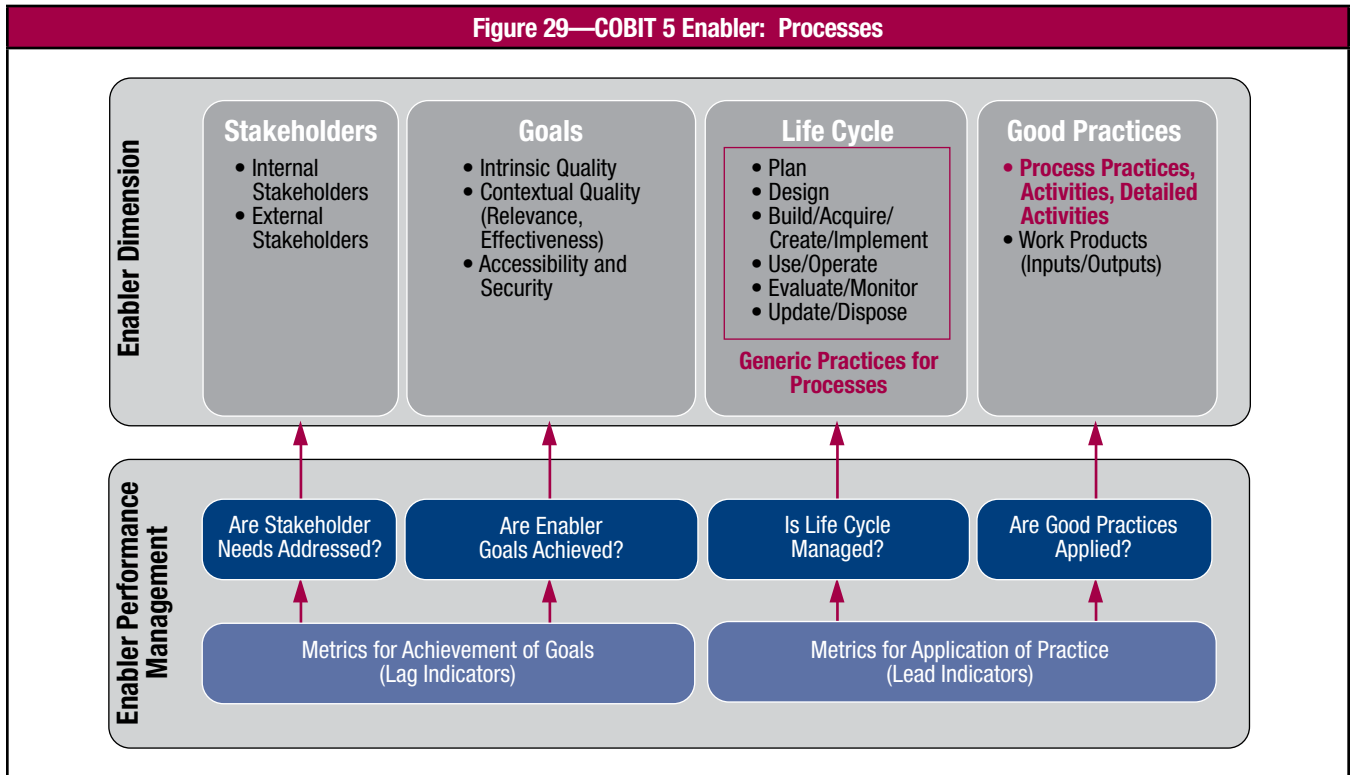 Figure 29—COBIT 5 Enabler: Processes
Enabler Dimension
Stakeholders
• Internal
Stakeholders
• External
Stakeholders
Goals
• Intrinsic Quality
• Contextual Quality
(Relevance,
Effectiveness)
• Accessibility and
Security
Life Cycle
• Plan
• Design
• Build/Acquire/
Create/Implement
• Use/Operate
• Evaluate/Monitor
• Update/Dispose
Generic Practices for
Processes
Good Practices
• Process Practices,
Activities, Detailed
Activities
• Work Products
(Inputs/Outputs)
Enabler Performance
Management
Are Stakeholder
Needs Addressed?
Are Enabler
Goals Achieved?
Is Life Cycle
Managed?
Are Good Practices
Applied?
Metrics for Achievement of Goals
(Lag Indicators)
Metrics for Application of Practice
(Lead Indicators)